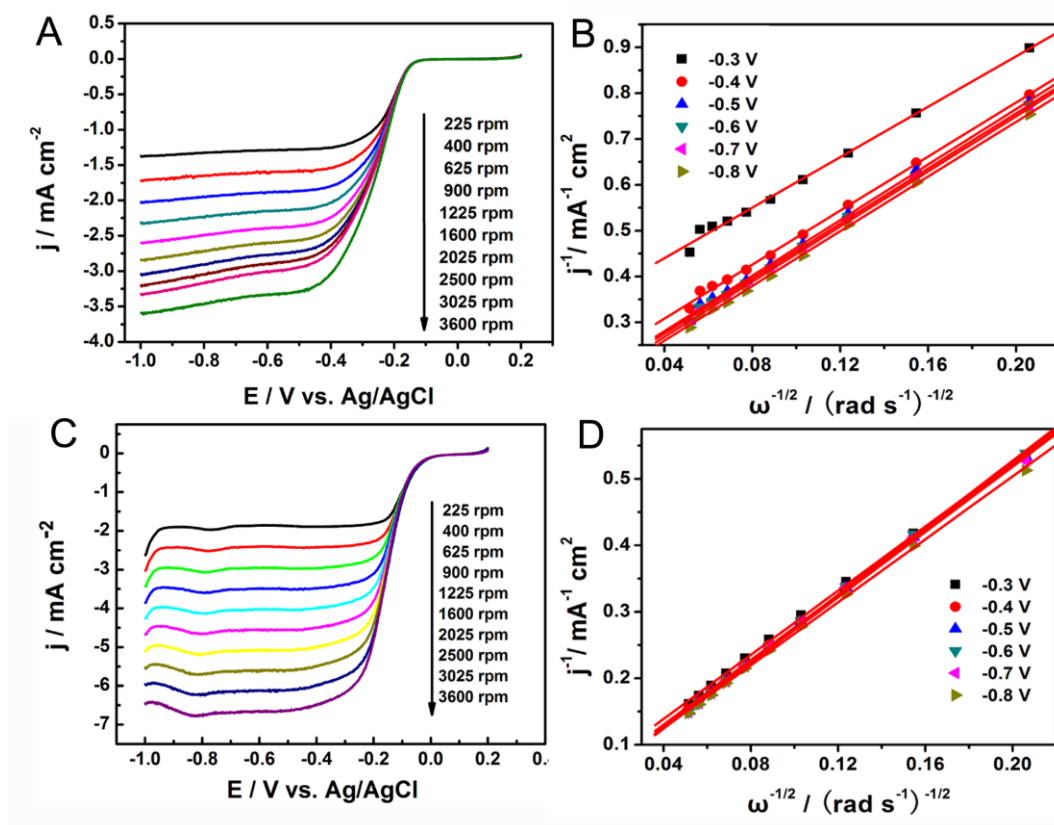 A
0.5
0.0
-0.5
-1.0
-1.5
-2.0
-2.5
-3.0
-3.5
-4.0
j / mA cm-2
225 rpm
400 rpm
625 rpm
900 rpm
1225 rpm
1600 rpm
2025 rpm
2500 rpm
3025 rpm
3600 rpm
-1.0 -0.8 -0.6 -0.4 -0.2 0.0 0.2
E / V vs. Ag/AgCl
B
0.9
0.8
0.7
0.6
0.5
0.4
0.3
j-1/ mA-1 cm2
-0.3 V
-0.4 V
-0.5 V
-0.6 V
-0.7 V
-0.8 V
0.04 0.08 0.12 0.16 0.20
ω-1/2 / (rad s-1) -1/2
C
0
-1
-2
-3
-4
-5
-6
-7
j / mA cm-2
225 rpm
400 rpm
625 rpm
900 rpm
1225 rpm
1600 rpm
2025 rpm
2500 rpm
3025 rpm
3600 rpm
-1.0 -0.8 -0.6 -0.4 -0.2 0.0 0.2 0.4
E / V vs. Ag/AgCl
D
0.5
0.4
0.3
0.2
0.1
j-1/ mA-1 cm2
-0.3 V
-0.4 V
-0.5 V
-0.6 V
-0.7 V
-0.8 V
0.04 0.08 0.12 0.16 0.20
ω-1/2 / (rad s-1) -1/2